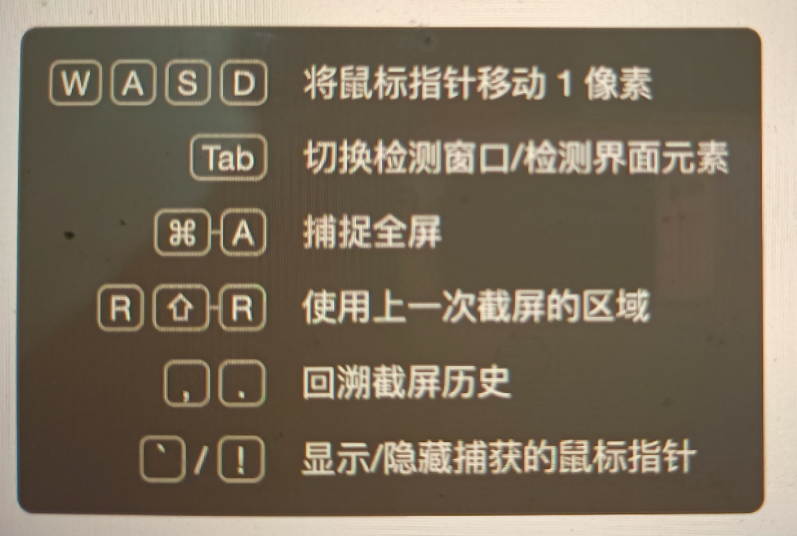 W A S D 将鼠标指针移动 1 像素
Tab 切换检测窗口/检测界面元素
⌘-A 捕捉全屏
R ⇧-R 使用上一次截屏的区域
, . 回溯截屏历史
` / ! 显示/隐藏捕获的鼠标指针